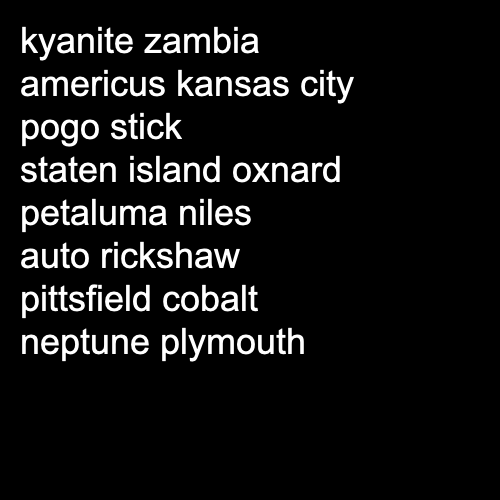 kyanite zambia
americus kansas city
pogo stick
staten island oxnard
petaluma niles
auto rickshaw
pittsfield cobalt
neptune plymouth